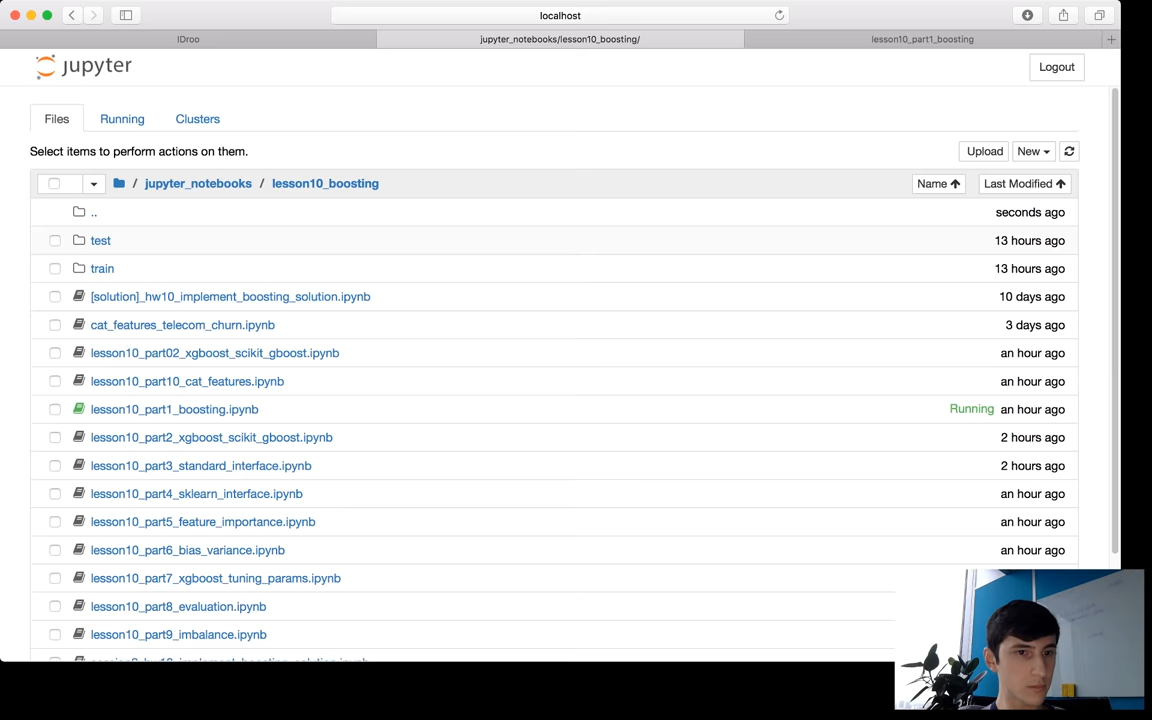 localhost
IDroo
jupyter_notebooks/lesson10_boosting/
lesson10_part1_boosting
jupyter
Logout
Files
Running
Clusters
Select items to perform actions on them.
Upload
New
/ jupyter_notebooks / lesson10_boosting
Name
Last Modified
.. seconds ago
test 13 hours ago
train 13 hours ago
[solution]_hw10_implement_boosting_solution.ipynb 10 days ago
cat_features_telecom_churn.ipynb 3 days ago
lesson10_part02_xgboost_scikit_gboost.ipynb an hour ago
lesson10_part10_cat_features.ipynb an hour ago
lesson10_part1_boosting.ipynb Running an hour ago
lesson10_part2_xgboost_scikit_gboost.ipynb 2 hours ago
lesson10_part3_standard_interface.ipynb 2 hours ago
lesson10_part4_sklearn_interface.ipynb an hour ago
lesson10_part5_feature_importance.ipynb an hour ago
lesson10_part6_bias_variance.ipynb an hour ago
lesson10_part7_xgboost_tuning_params.ipynb
lesson10_part8_evaluation.ipynb
lesson10_part9_imbalance.ipynb